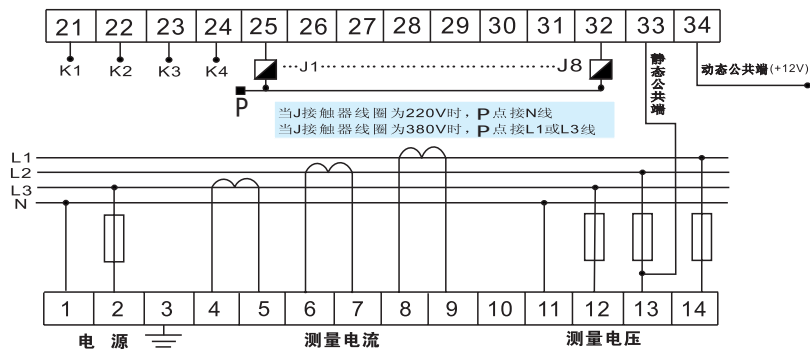 21 22 23 24 25 26 27 28 29 30 31 32 33 34
K1 K2 K3 K4 J1 J8
静态公共端
动态公共端(+12V)
P
当J接触器线圈为220V时，P点接N线
当J接触器线圈为380V时，P点接L1或L3线
L1
L2
L3
N
1 2 3 4 5 6 7 8 9 10 11 12 13 14
电 源 测量电流 测量电压